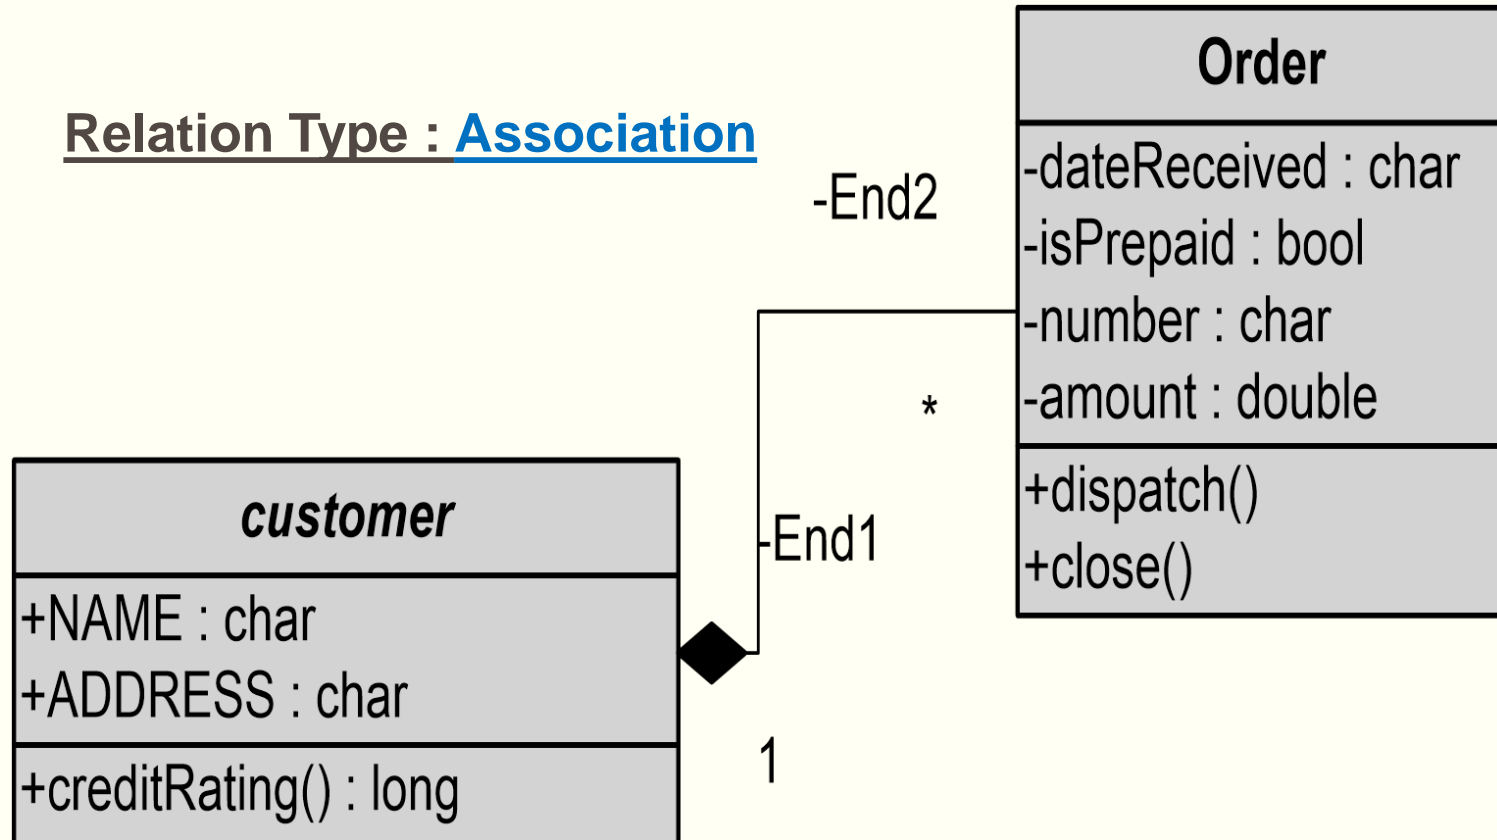 Relation Type : Association
Order
-dateReceived : char
-isPrepaid : bool
-number : char
-amount : double
+dispatch()
+close()
-End2
*
-End1
1
customer
+NAME : char
+ADDRESS : char
+creditRating() : long